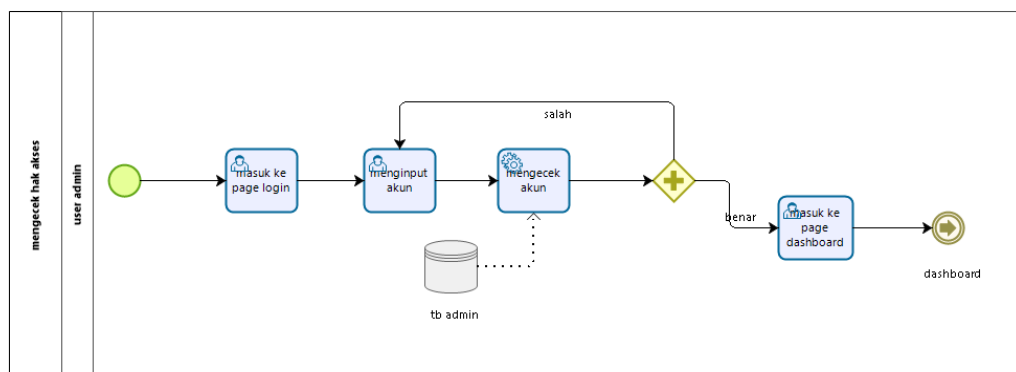 mengecek hak akses
user admin
masuk ke
page login
menginput
akun
mengecek
akun
salah
benar
masuk ke
page
dashboard
dashboard
tb admin